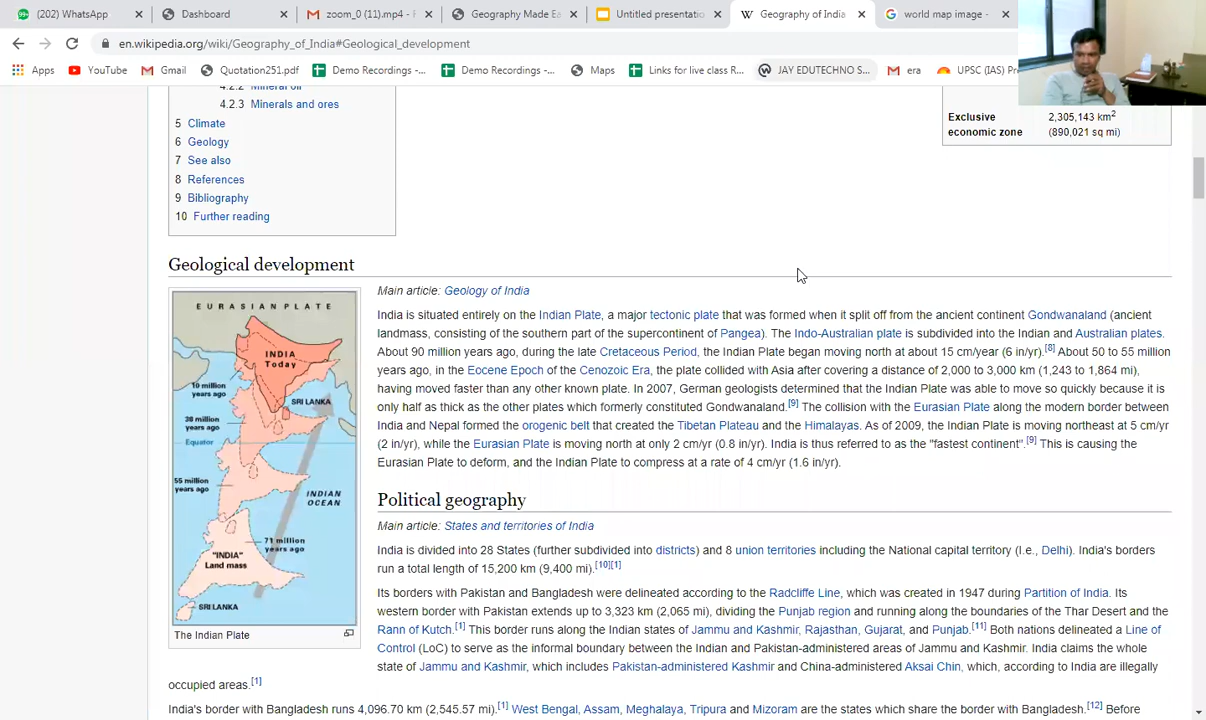 (202) WhatsApp
Dashboard
zoom_0 (11).mp4 -
Geography Made Ea
Untitled presentatio
Geography of India
world map image -
en.wikipedia.org/wiki/Geography_of_India#Geological_development
Apps YouTube Gmail Quotation251.pdf Demo Recordings -... Demo Recordings -... Maps Links for live class R... JAY EDUTECHNO S... era UPSC (IAS) Pr
4.2.2 Mineral oil
4.2.3 Minerals and ores
5 Climate
6 Geology
7 See also
8 References
9 Bibliography
10 Further reading
Exclusive economic zone
2,305,143 km2
(890,021 sq mi)
Geological development
Main article: Geology of India
India is situated entirely on the Indian Plate, a major tectonic plate that was formed when it split off from the ancient continent Gondwanaland (ancient
landmass, consisting of the southern part of the supercontinent of Pangea). The Indo-Australian plate is subdivided into the Indian and Australian plates.
About 90 million years ago, during the late Cretaceous Period, the Indian Plate began moving north at about 15 cm/year (6 in/yr).[8] About 50 to 55 million
years ago, in the Eocene Epoch of the Cenozoic Era, the plate collided with Asia after covering a distance of 2,000 to 3,000 km (1,243 to 1,864 mi),
having moved faster than any other known plate. In 2007, German geologists determined that the Indian Plate was able to move so quickly because it is
only half as thick as the other plates which formerly constituted Gondwanaland.[9] The collision with the Eurasian Plate along the modern border between
India and Nepal formed the orogenic belt that created the Tibetan Plateau and the Himalayas. As of 2009, the Indian Plate is moving northeast at 5 cm/yr
(2 in/yr), while the Eurasian Plate is moving north at only 2 cm/yr (0.8 in/yr). India is thus referred to as the "fastest continent".[9] This is causing the
Eurasian Plate to deform, and the Indian Plate to compress at a rate of 4 cm/yr (1.6 in/yr).
EURASIAN PLATE
INDIA
Today
10 million
years ago
SRI LANKA
38 million
years ago
Equator
55 million
years ago
INDIAN
OCEAN
71 million
years ago
"INDIA"
Land mass
SRI LANKA
The Indian Plate
Political geography
Main article: States and territories of India
India is divided into 28 States (further subdivided into districts) and 8 union territories including the National capital territory (I.e., Delhi). India's borders
run a total length of 15,200 km (9,400 mi).[10][1]
Its borders with Pakistan and Bangladesh were delineated according to the Radcliffe Line, which was created in 1947 during Partition of India. Its
western border with Pakistan extends up to 3,323 km (2,065 mi), dividing the Punjab region and running along the boundaries of the Thar Desert and the
Rann of Kutch.[1] This border runs along the Indian states of Jammu and Kashmir, Rajasthan, Gujarat, and Punjab.[11] Both nations delineated a Line of
Control (LoC) to serve as the informal boundary between the Indian and Pakistan-administered areas of Jammu and Kashmir. India claims the whole
state of Jammu and Kashmir, which includes Pakistan-administered Kashmir and China-administered Aksai Chin, which, according to India are illegally
occupied areas.[1]
India's border with Bangladesh runs 4,096.70 km (2,545.57 mi).[1] West Bengal, Assam, Meghalaya, Tripura and Mizoram are the states which share the border with Bangladesh.[12] Before